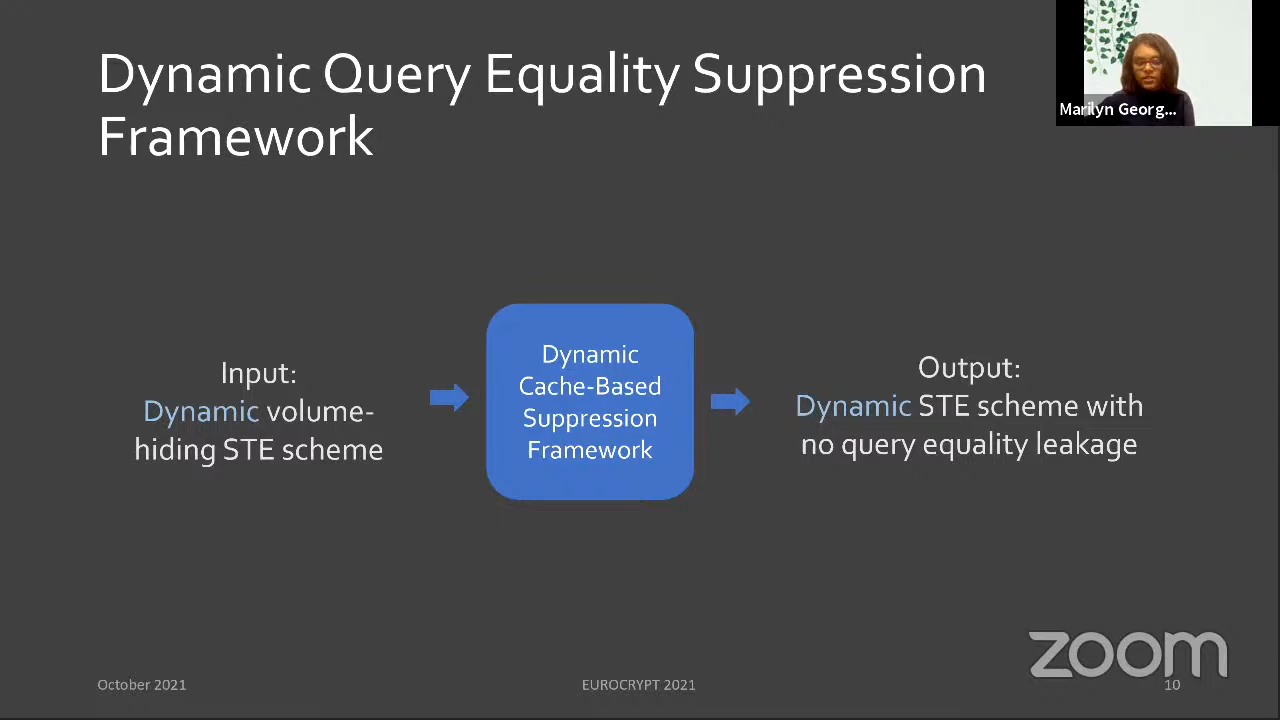 Dynamic Query Equality Suppression
Framework
Marilyn Georg...
Input:
Dynamic volume-
hiding STE scheme
Dynamic
Cache-Based
Suppression
Framework
Output:
Dynamic STE scheme with
no query equality leakage
zoom
October 2021
EUROCRYPT 2021
10